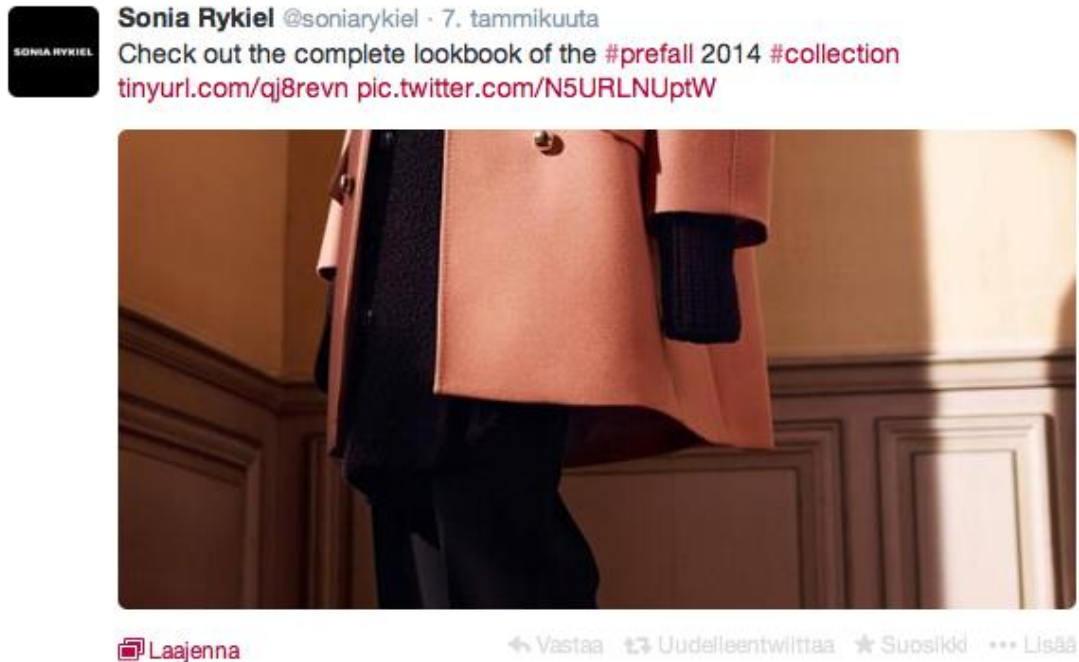 SONIA RYKIEL
Sonia Rykiel @soniarykiel · 7. tammikuuta
Check out the complete lookbook of the #prefall 2014 #collection
tinyurl.com/qj8revn pic.twitter.com/N5URLNUptW
Laajenna
Vastaa Uudelleentwiittaa Suosikki ••• Lisää